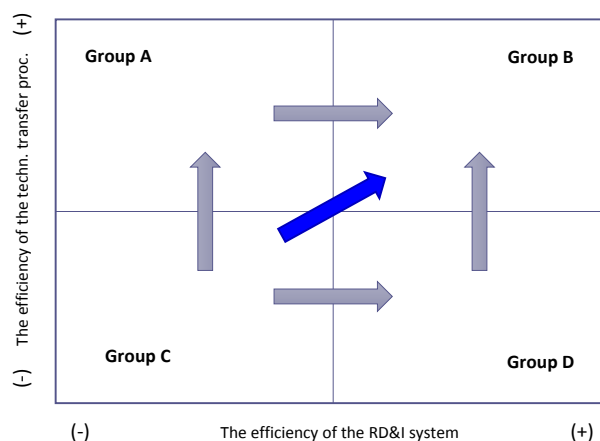 (+)
The efficiency of the techn. transfer proc.
(-)
Group A
Group B
Group C
Group D
(-)
The efficiency of the RD&I system
(+)